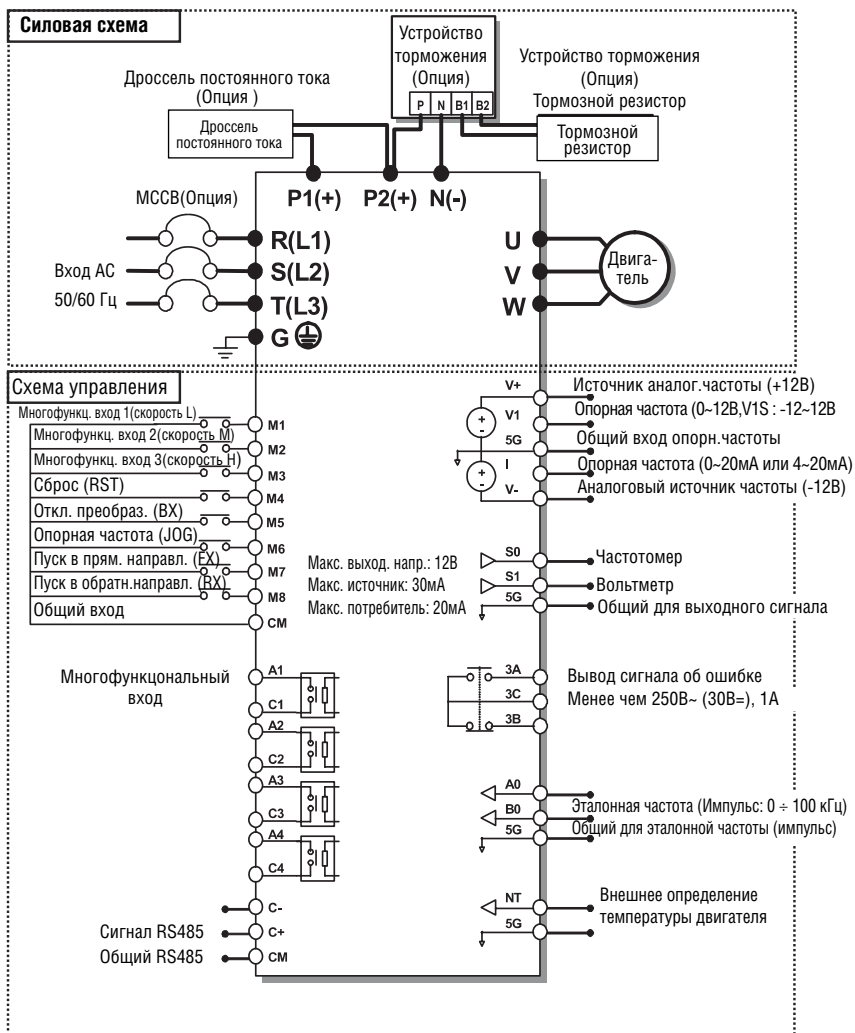 Силовая схема
Устройство
торможения
(Опция)
P N B1 B2
Устройство торможения
(Опция)
Тормозной резистор
Тормозной
резистор
Дроссель постоянного тока
(Опция )
Дроссель
постоянного тока
P1(+) P2(+) N(-)
MCCB(Опция)
R(L1)
Вход AC
S(L2)
50/60 Гц
T(L3)
G
U
V
W
Двига-
тель
Схема управления
Многофункц. вход 1(скорость L)
M1
Многофункц. вход 2(скорость M)
M2
Многофункц. вход 3(скорость H)
M3
Сброс (RST)
M4
Откл. преобраз. (BX)
M5
Опорная частота (JOG)
M6
Пуск в прям. направл. (FX)
M7
Пуск в обратн.направл. (RX)
M8
Общий вход
CM
V+
Источник аналог.частоты (+12В)
V1
Опорная частота (0~12В,V1S : -12~12В
5G
Общий вход опорн.частоты
I
Опорная частота (0~20мА или 4~20мА)
V-
Аналоговый источник частоты (-12В)
+
-
+
-
Макс. выход. напр.: 12В
Макс. источник: 30мА
Макс. потребитель: 20мА
S0
Частотомер
S1
Вольтметр
5G
Общий для выходного сигнала
Многофункцональный
вход
A1
C1
A2
C2
A3
C3
A4
C4
3A
Вывод сигнала об ошибке
3C
Менее чем 250В~ (30В=), 1А
3B
A0
Эталонная частота (Импульс: 0 ÷ 100 кГц)
B0
5G
Общий для эталонной частоты (импульс)
NT
Внешнее определение
температуры двигателя
5G
C-
Сигнал RS485
C+
Общий RS485
CM